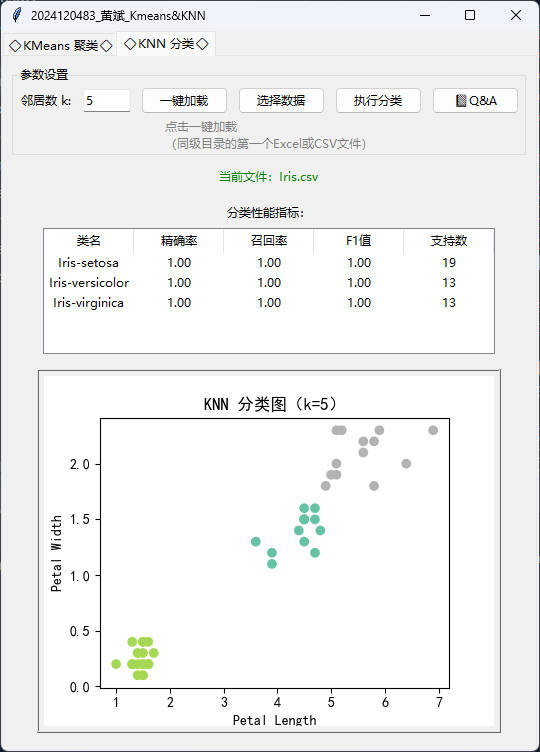 2024120483_黄斌_Kmeans&KNN
◇KMeans 聚类◇ ◇KNN 分类◇
参数设置
邻居数 k: 5 一键加载 选择数据 执行分类 Q&A
点击一键加载
（同级目录的第一个Excel或CSV文件）
当前文件：Iris.csv
分类性能指标：
类名 精确率 召回率 F1值 支持数
Iris-setosa 1.00 1.00 1.00 19
Iris-versicolor 1.00 1.00 1.00 13
Iris-virginica 1.00 1.00 1.00 13
KNN 分类图（k=5）
2.0
1.5
1.0
0.5
0.0
Petal Width
1 2 3 4 5 6 7
Petal Length